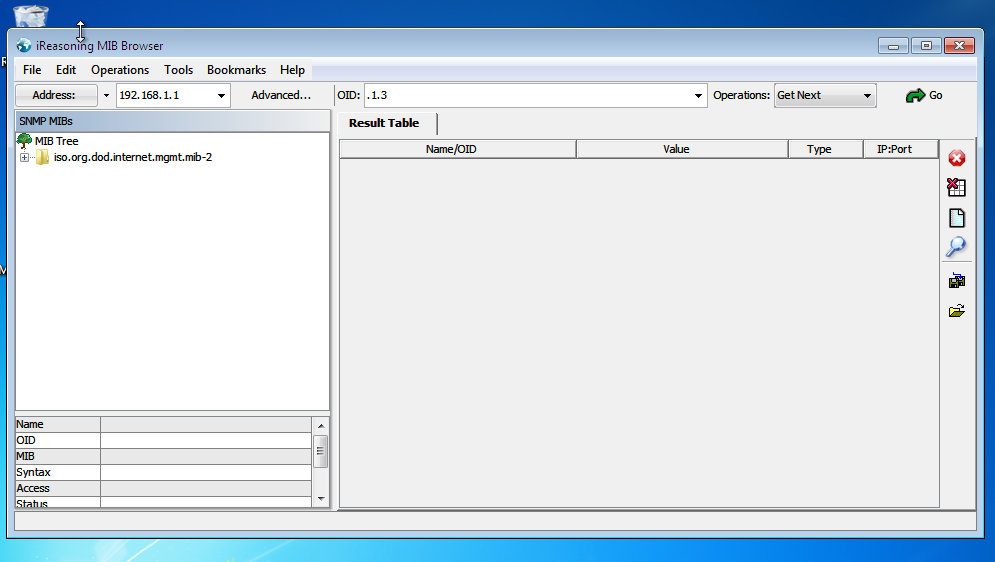 iReasoning MIB Browser
File Edit Operations Tools Bookmarks Help
Address: 192.168.1.1 Advanced... OID: .1.3 Operations: Get Next Go
SNMP MIBs
Result Table
MIB Tree
iso.org.dod.internet.mgmt.mib-2
Name/OID Value Type IP:Port
Name
OID
MIB
Syntax
Access
Status